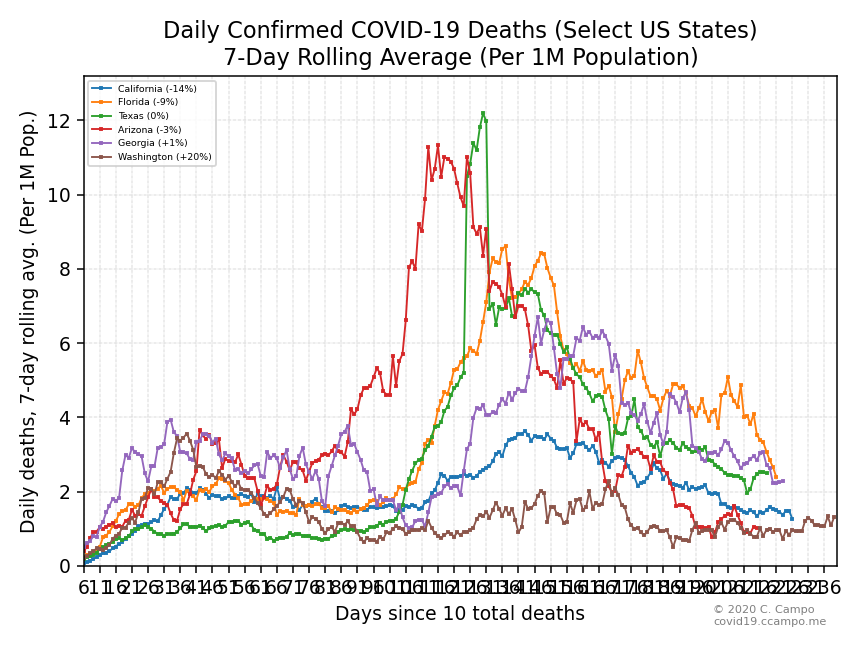 Daily Confirmed COVID-19 Deaths (Select US States)
7-Day Rolling Average (Per 1M Population)
Daily deaths, 7-day rolling avg. (Per 1M Pop.)
California (-14%)
Florida (-9%)
Texas (0%)
Arizona (-3%)
Georgia (+1%)
Washington (+20%)
12
10
8
6
4
2
0
Days since 10 total deaths
© 2020 C. Campo
covid19.ccampo.me